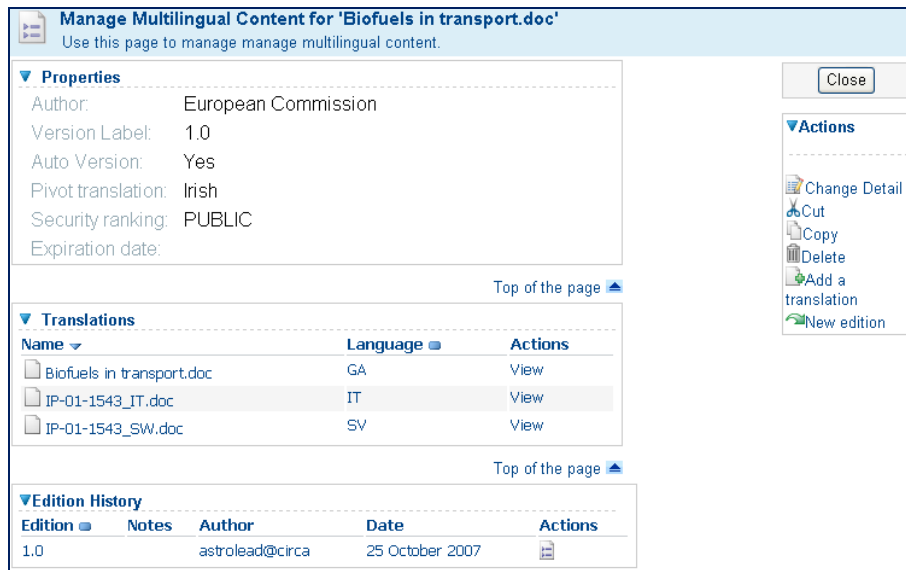 Manage Multilingual Content for 'Biofuels in transport.doc'
Use this page to manage manage multilingual content.
Properties
Author: European Commission
Version Label: 1.0
Auto Version: Yes
Pivot translation: Irish
Security ranking: PUBLIC
Expiration date:
Top of the page
Translations
Name Language Actions
Biofuels in transport.doc GA View
IP-01-1543_IT.doc IT View
IP-01-1543_SW.doc SV View
Top of the page
Edition History
Edition Notes Author Date Actions
1.0 astrolead@circa 25 October 2007
Close
Actions
Change Detail
Cut
Copy
Delete
Add a
translation
New edition